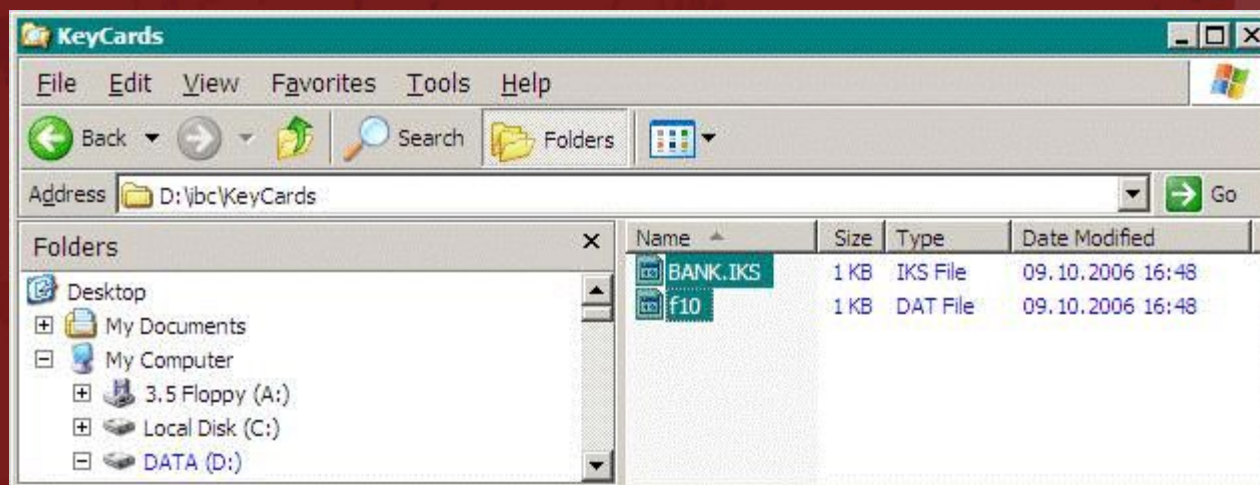 KeyCards
File Edit View Favorites Tools Help
Back Search Folders
Address D:\ibc\KeyCards Go
Folders x Name Size Type Date Modified
BANK.IKS 1 KB IKS File 09.10.2006 16:48
f10 1 KB DAT File 09.10.2006 16:48
Desktop
My Documents
My Computer
3.5 Floppy (A:)
Local Disk (C:)
DATA (D:)